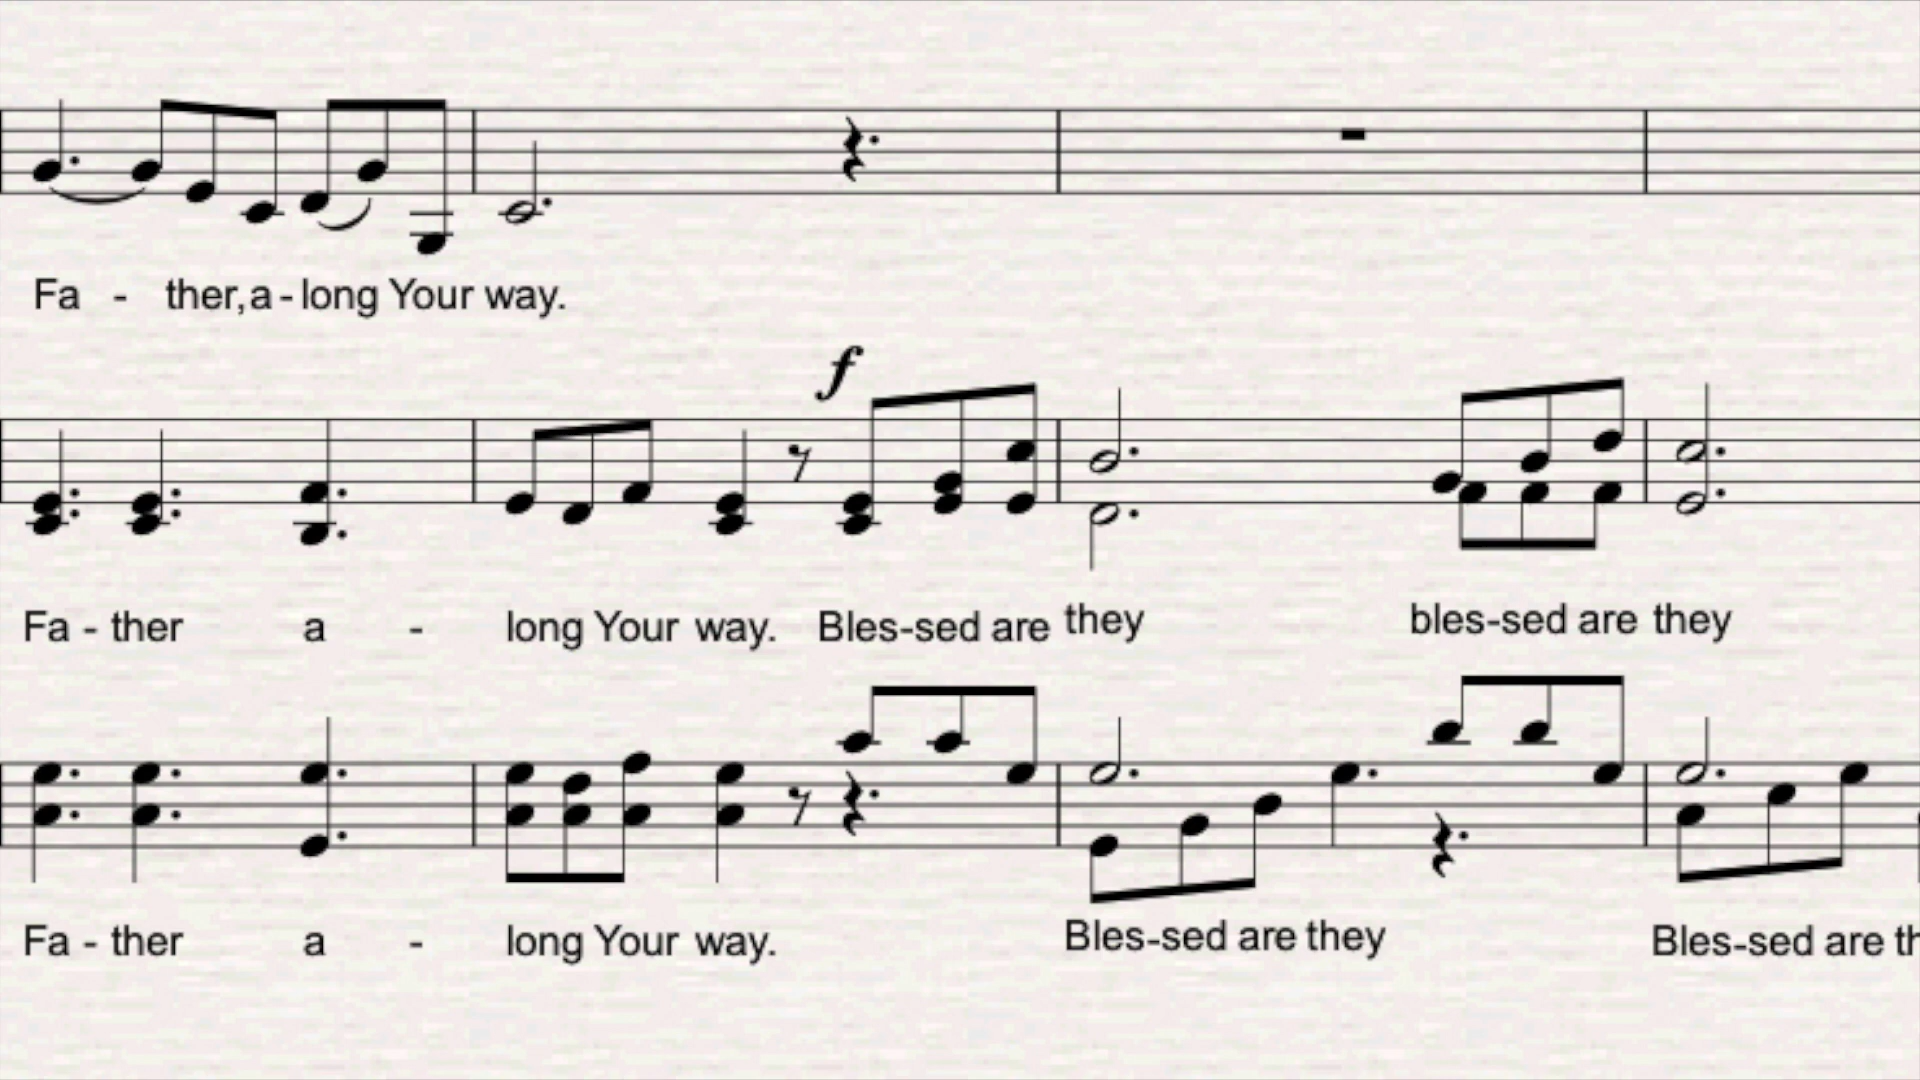 Fa - ther, a - long Your way.
f
Fa - ther a - long Your way. Bles-sed are they bles-sed are they
Fa - ther a - long Your way. Bles-sed are they Bles-sed are th